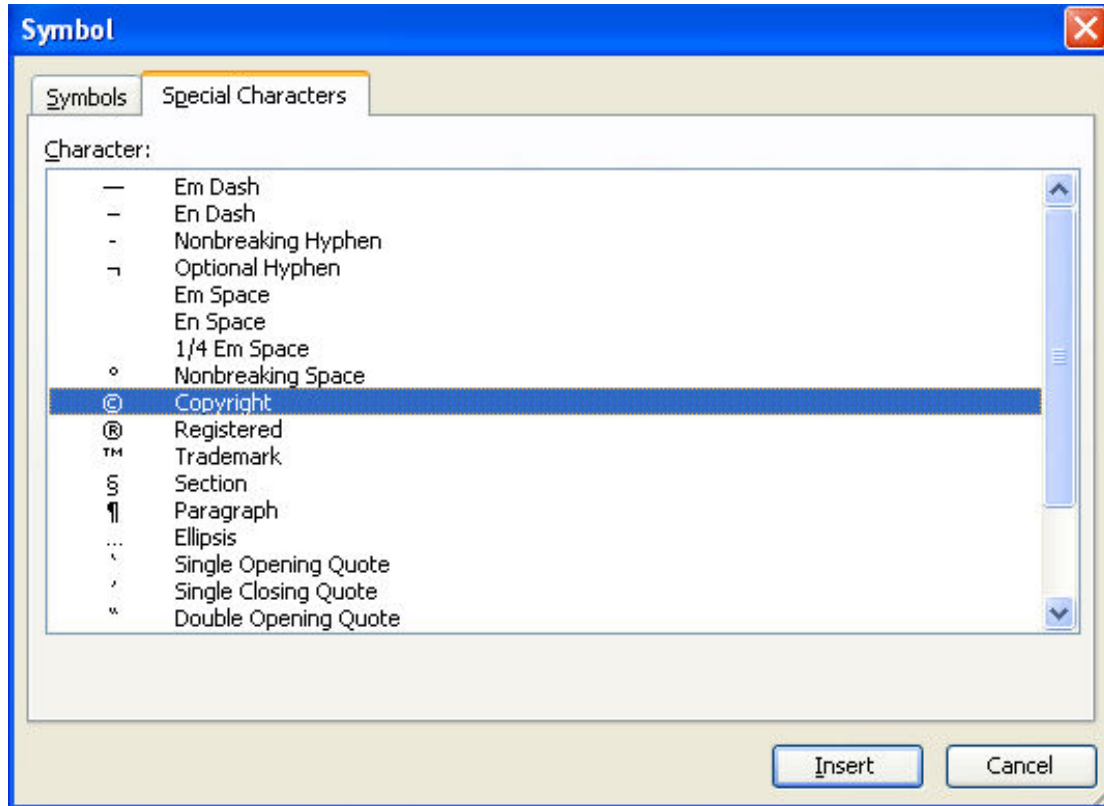 Symbol
Symbols Special Characters
Character:
— Em Dash
– En Dash
- Nonbreaking Hyphen
¬ Optional Hyphen
Em Space
En Space
1/4 Em Space
° Nonbreaking Space
© Copyright
® Registered
™ Trademark
§ Section
¶ Paragraph
… Ellipsis
‘ Single Opening Quote
’ Single Closing Quote
“ Double Opening Quote
Insert Cancel